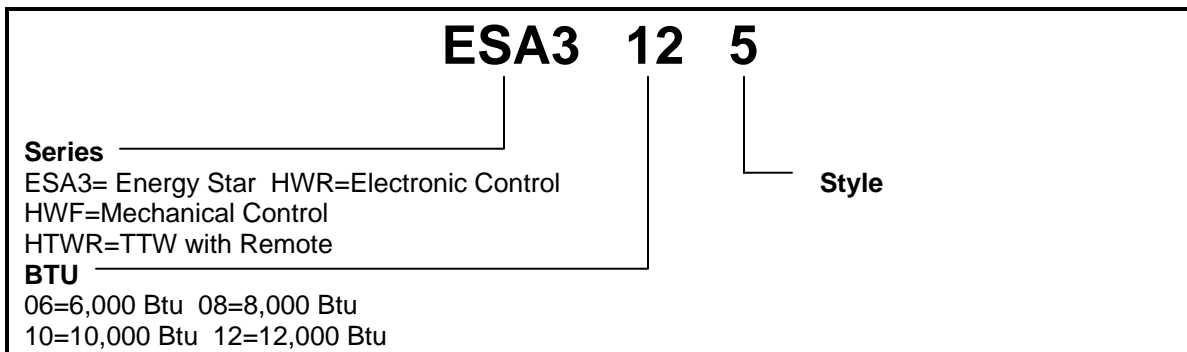 ESA3 12 5
Series
ESA3= Energy Star HWR=Electronic Control
Style
HWF=Mechanical Control
HTWR=TTW with Remote
BTU
06=6,000 Btu 08=8,000 Btu
10=10,000 Btu 12=12,000 Btu